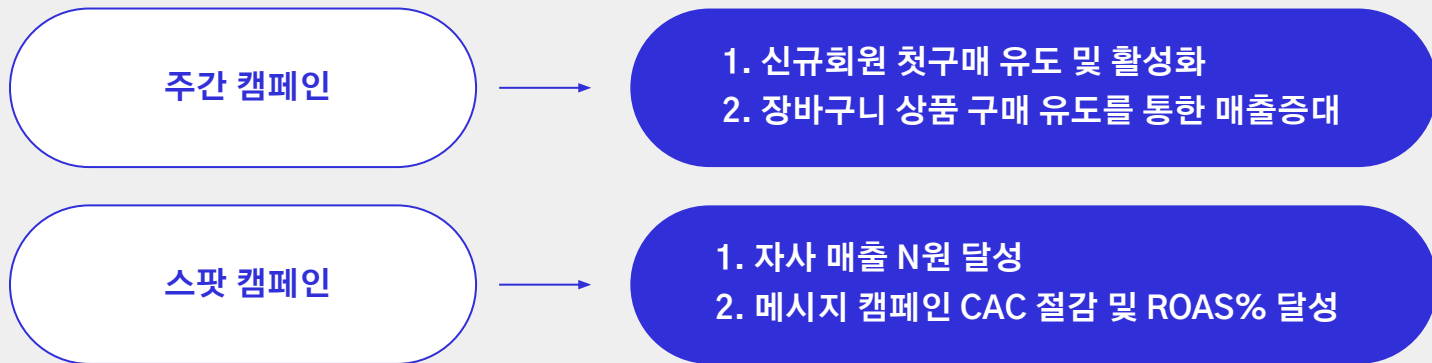 주간 캠페인
1. 신규회원 첫구매 유도 및 활성화
2. 장바구니 상품 구매 유도를 통한 매출증대
스팟 캠페인
1. 자사 매출 N원 달성
2. 메시지 캠페인 CAC 절감 및 ROAS% 달성